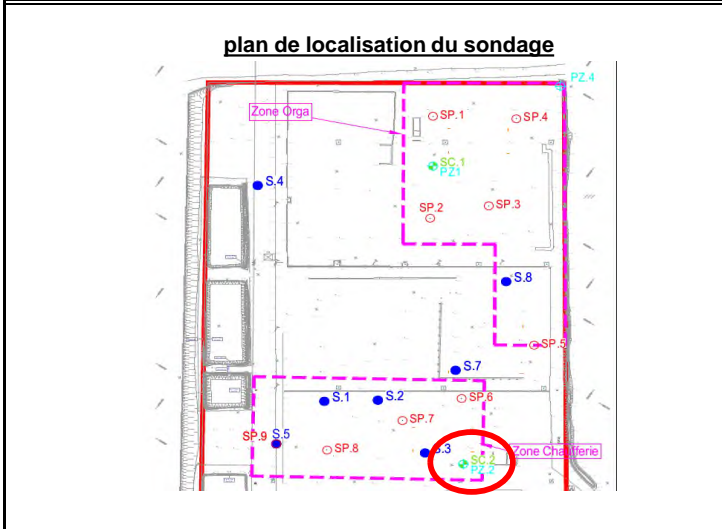 plan de localisation du sondage
PZ.4
Zone Orga
SP.1
SP.4
SC.1
PZ1
S.4
SP.2
SP.3
S.8
SP.5
S.7
S.1
S.2
SP.6
SP.7
SP.9
S.5
SP.8
S.3
Zone Chaufferie
SC.2
PZ.2